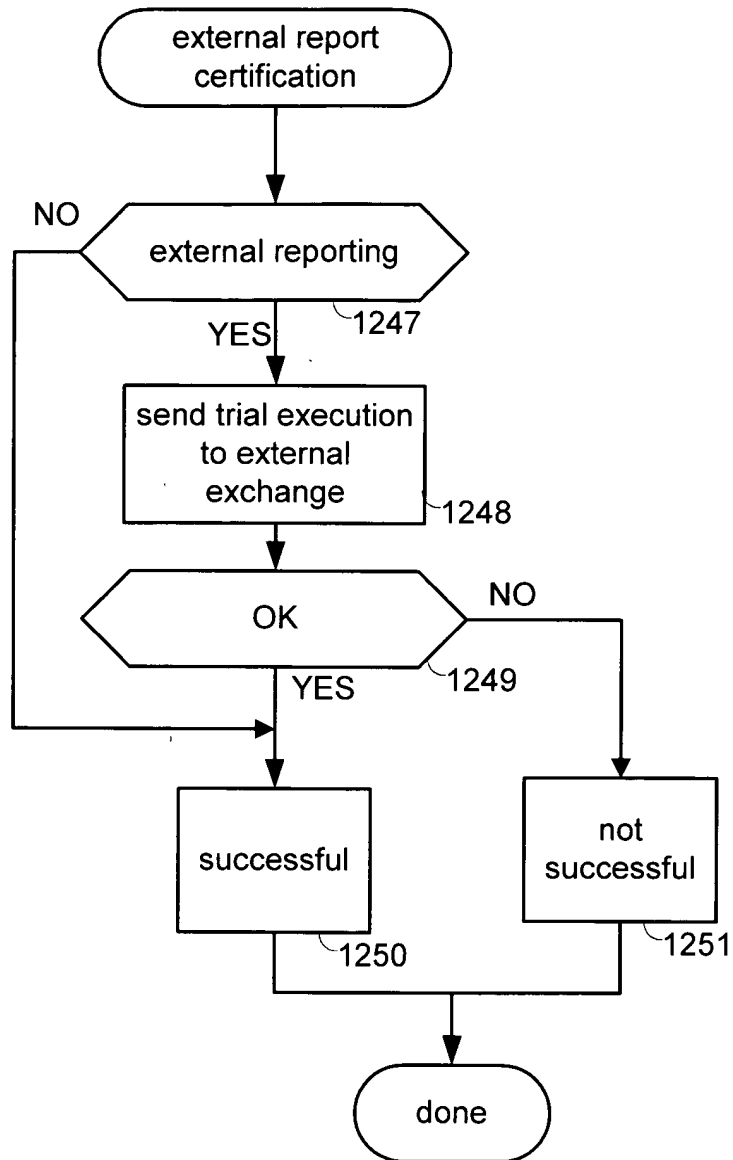 external report
certification
NO
external reporting
1247
YES
send trial execution
to external
exchange
1248
OK
NO
1249
YES
successful
1250
not
successful
1251
done